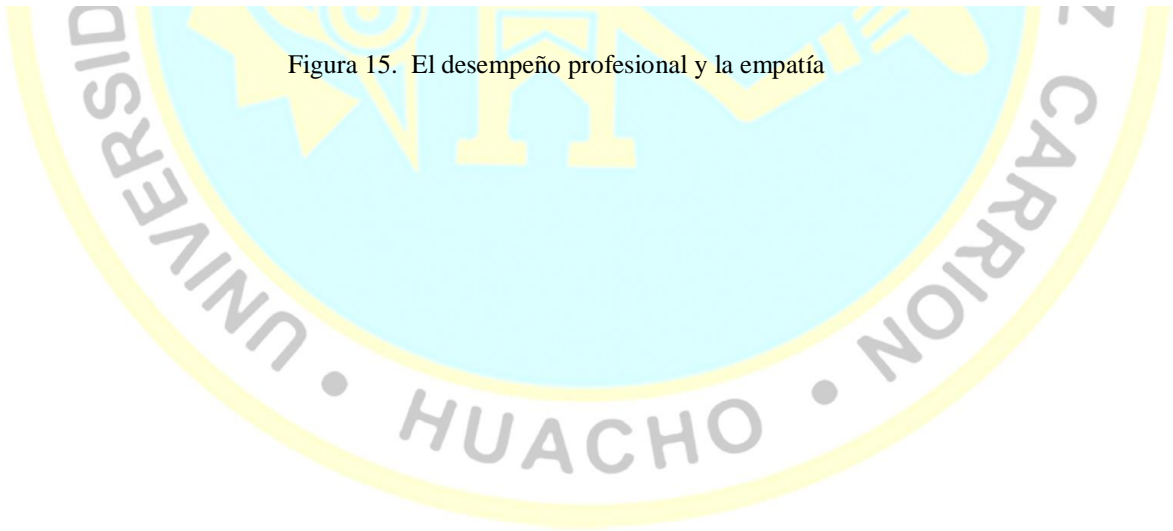 Figura 15. El desempeño profesional y la empatía
UNIVERSID
• HUACHO •
CARRION